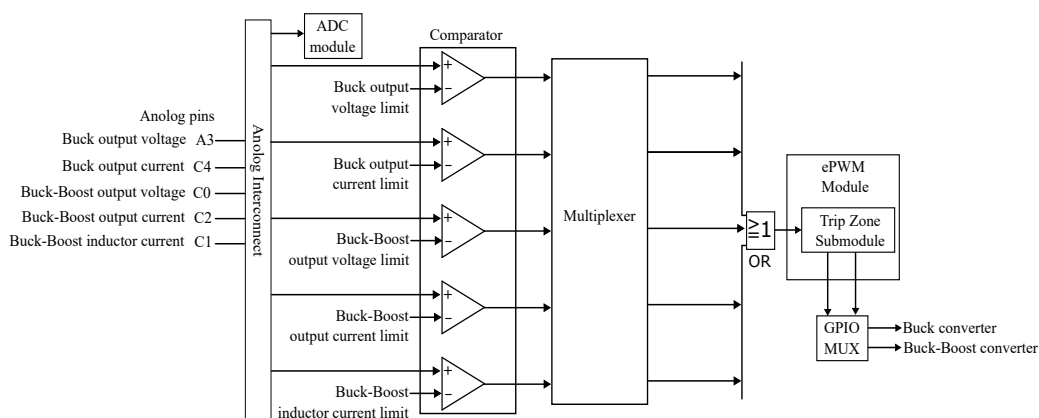 ADC
module
Comparator
+
−
Buck output
voltage limit
+
−
Buck output
current limit
+
−
Buck-Boost
output voltage limit
+
−
Buck-Boost
output current limit
+
−
Buck-Boost
inductor current limit
Anolog pins
Buck output voltage A3
Buck output current C4
Buck-Boost output voltage C0
Buck-Boost output current C2
Buck-Boost inductor current C1
Anolog Interconnect
Multiplexer
≧1
OR
ePWM
Module
Trip Zone
Submodule
GPIO
MUX
Buck converter
Buck-Boost converter